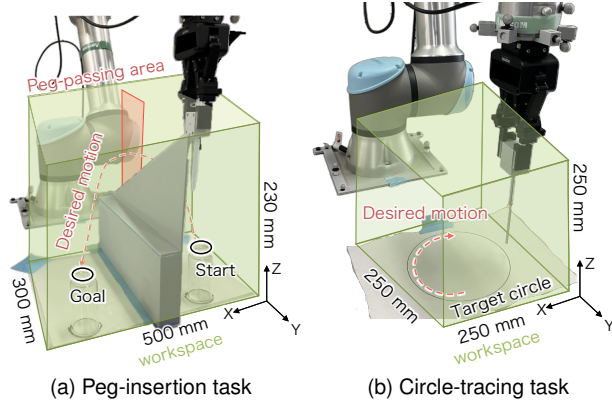 Peg-passing area
Desired motion
Start
Goal
230 mm
300 mm
500 mm
workspace
Z
X
Y
(a) Peg-insertion task
Desired motion
Target circle
250 mm
250 mm
250 mm
workspace
Z
X
Y
(b) Circle-tracing task